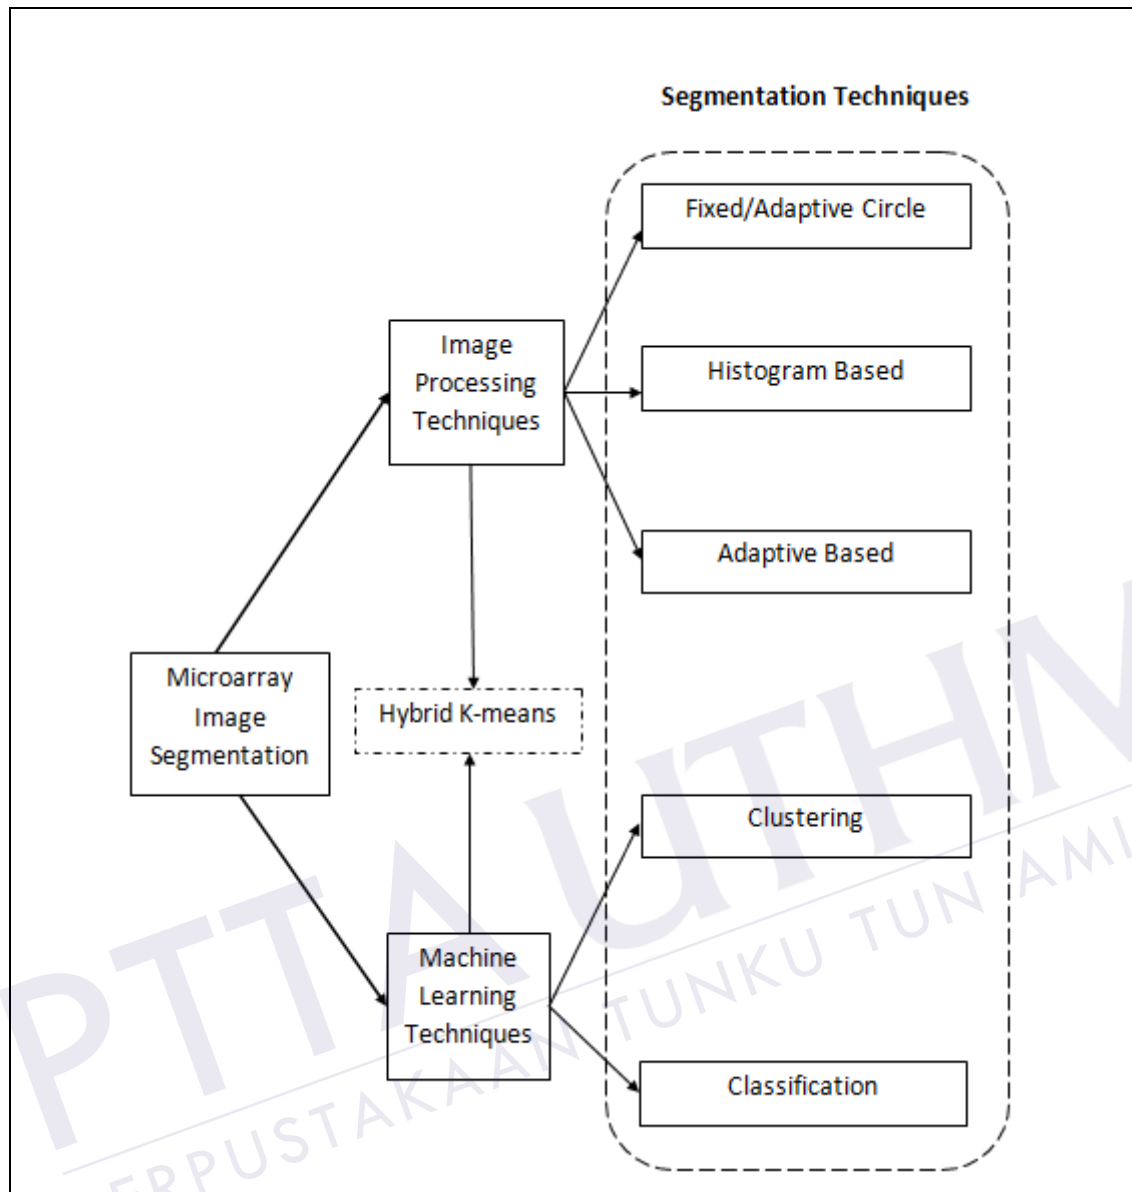 Segmentation Techniques
Fixed/Adaptive Circle
Image
Processing
Techniques
Histogram Based
Adaptive Based
Microarray
Image
Segmentation
Hybrid K-means
Clustering
Machine
Learning
Techniques
Classification
PTTA UTHM
ERPUSTAKAAN TUNKU TUN AMI